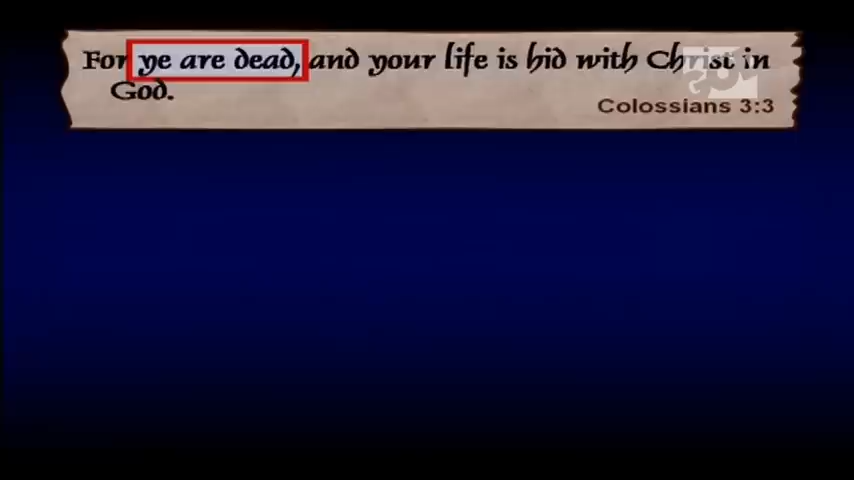 For ye are dead, and your life is hid with Christ in
God.
Colossians 3:3